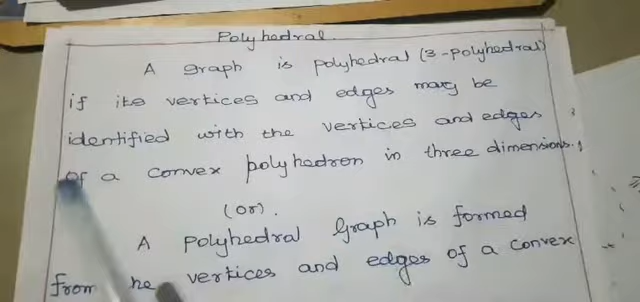 Polyhedral
A graph is polyhedral (3-polyhedral)
if its vertices and edges may be
identified with the vertices and edges
of a convex polyhedron in three dimensions.
(or).
A polyhedral graph is formed
from he vertices and edges of a convex